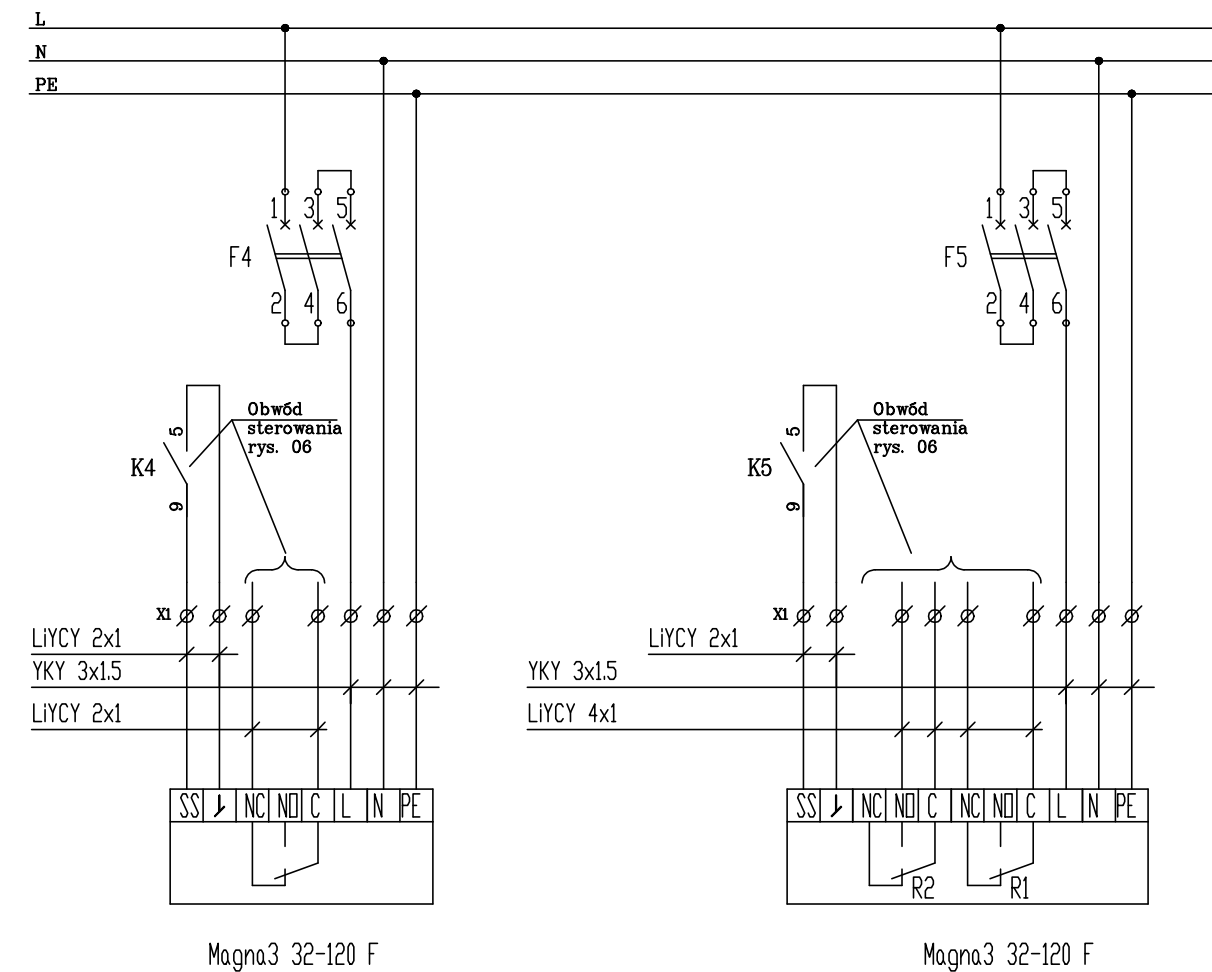 L
N
PE
1 3 5
F4
2 4 6
1 3 5
F5
2 4 6
Obwód
sterowania
rys. 06
5
K4
9
Obwód
sterowania
rys. 06
5
K5
9
X1
X1
LiYCY 2x1
YKY 3x1.5
LiYCY 2x1
LiYCY 2x1
YKY 3x1.5
LiYCY 4x1
SS NC NO C L N PE
SS NC NO C NC NO C L N PE
R2 R1
Magna3 32-120 F
Magna3 32-120 F